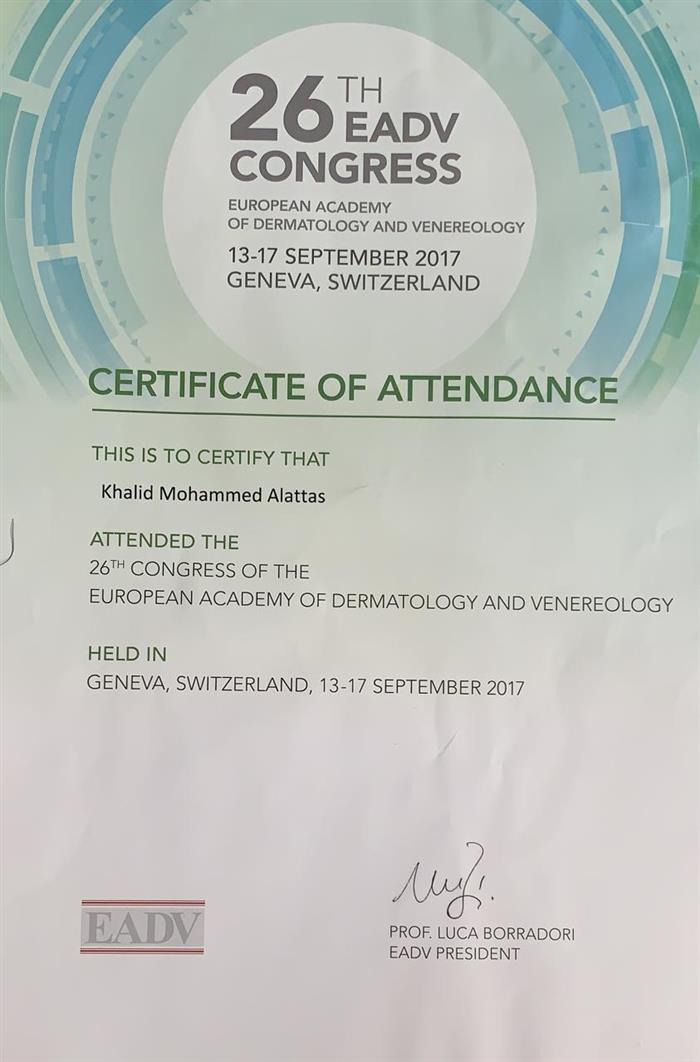 26TH
EADV
CONGRESS
EUROPEAN ACADEMY
OF DERMATOLOGY AND VENEREOLOGY
13-17 SEPTEMBER 2017
GENEVA, SWITZERLAND
CERTIFICATE OF ATTENDANCE
THIS IS TO CERTIFY THAT
Khalid Mohammed Alattas
ATTENDED THE
26TH CONGRESS OF THE
EUROPEAN ACADEMY OF DERMATOLOGY AND VENEREOLOGY
HELD IN
GENEVA, SWITZERLAND, 13-17 SEPTEMBER 2017
EADV
PROF. LUCA BORRADORI
EADV PRESIDENT